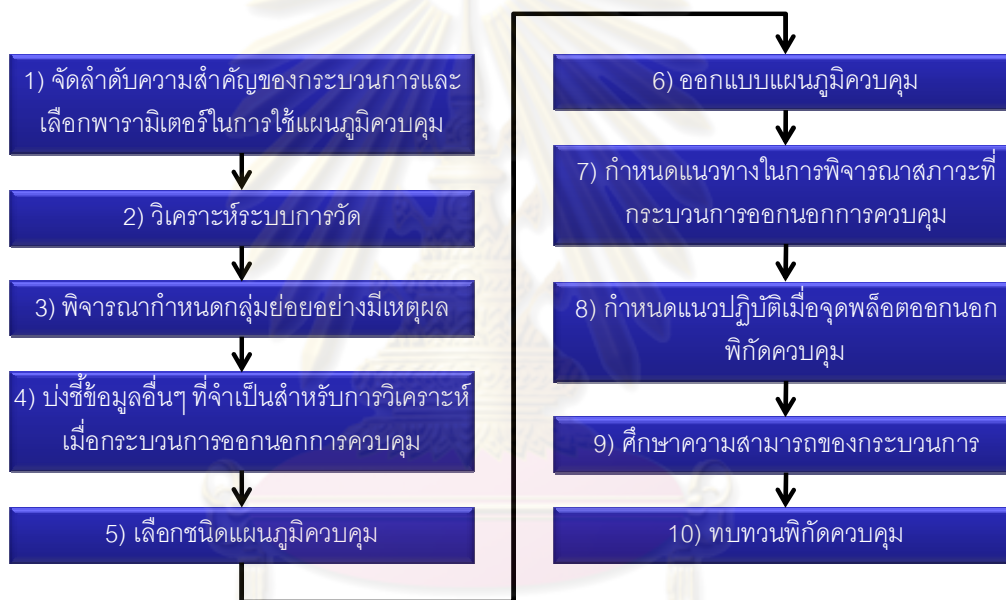 1) จัดลำดับความสำคัญของกระบวนการและ
เลือกพารามิเตอร์ในการใช้แผนภูมิควบคุม
2) วิเคราะห์ระบบการวัด
3) พิจารณากำหนดกลุ่มย่อยอย่างมีเหตุผล
4) บ่งชี้ข้อมูลอื่นๆ ที่จำเป็นสำหรับการวิเคราะห์
เมื่อกระบวนการออกนอกการควบคุม
5) เลือกชนิดแผนภูมิควบคุม
6) ออกแบบแผนภูมิควบคุม
7) กำหนดแนวทางในการพิจารณาสภาวะที่
กระบวนการออกนอกการควบคุม
8) กำหนดแนวปฏิบัติเมื่อจุดพล็อตออกนอก
พิกัดควบคุม
9) ศึกษาความสามารถของกระบวนการ
10) ทบทวนพิกัดควบคุม